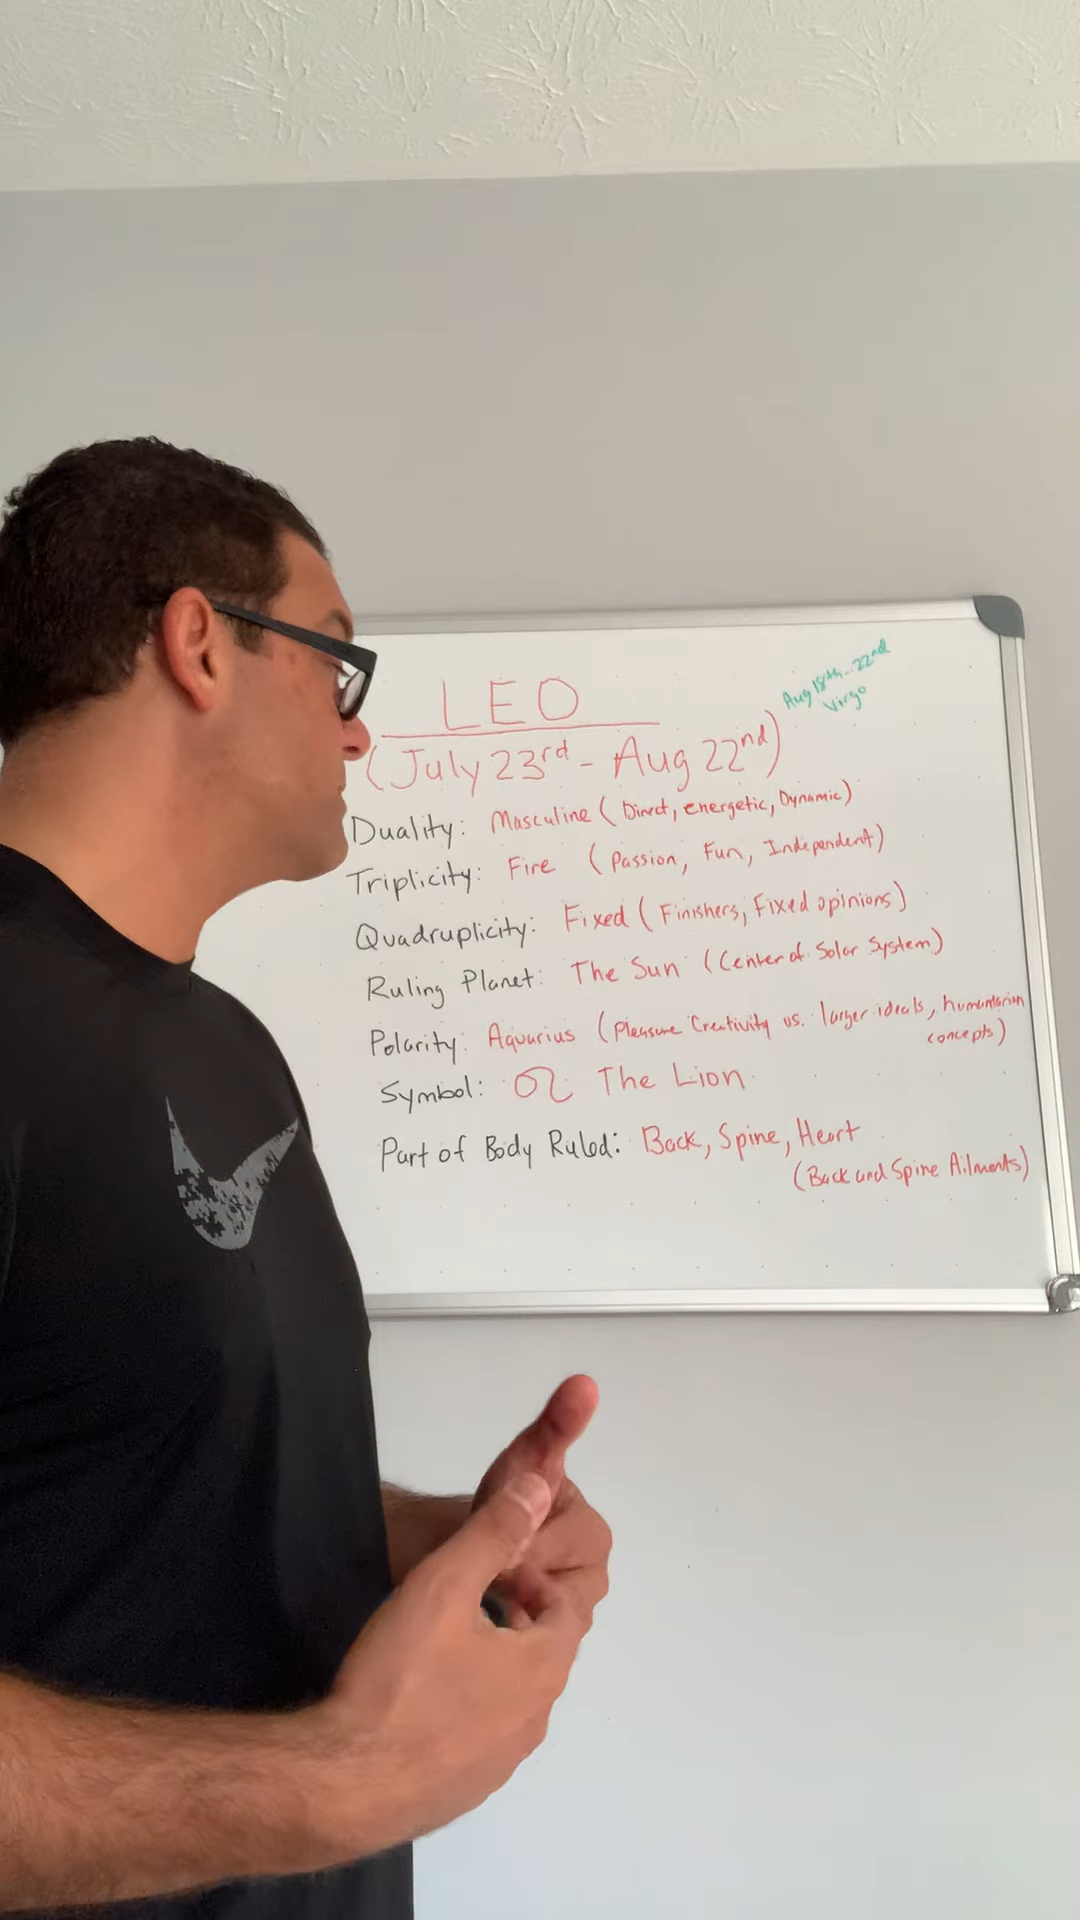 LEO
Aug 18th - 22nd
Virgo
(July 23rd - Aug 22nd)
Duality: Masculine (Direct, energetic, Dynamic)
Triplicity: Fire (Passion, Fun, Independent)
Quadruplicity: Fixed (Finishers, Fixed opinions)
Ruling Planet: The Sun (Center of Solar System)
Polarity: Aquarius (Pleasure Creativity vs. larger ideals, humanitarian
concepts)
Symbol: ♌ The Lion
Part of Body Ruled: Back, Spine, Heart
(Back and Spine Ailments)